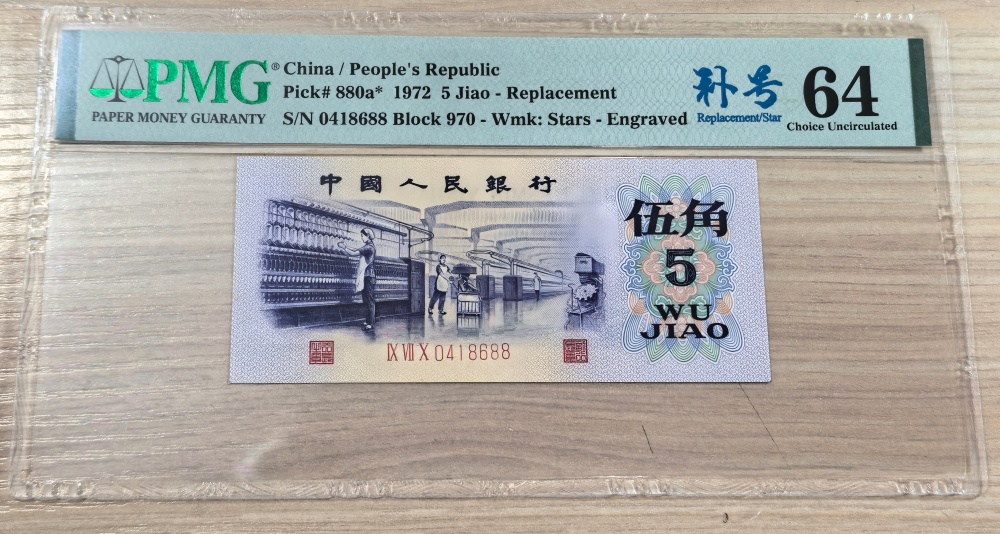 PMG®
PAPER MONEY GUARANTY
China / People's Republic
Pick# 880a* 1972 5 Jiao - Replacement
S/N 0418688 Block 970 - Wmk: Stars - Engraved
补号
Replacement/Star
64
Choice Uncirculated
中國人民銀行
伍角
5
WU
JIAO
IX VII X 0418688